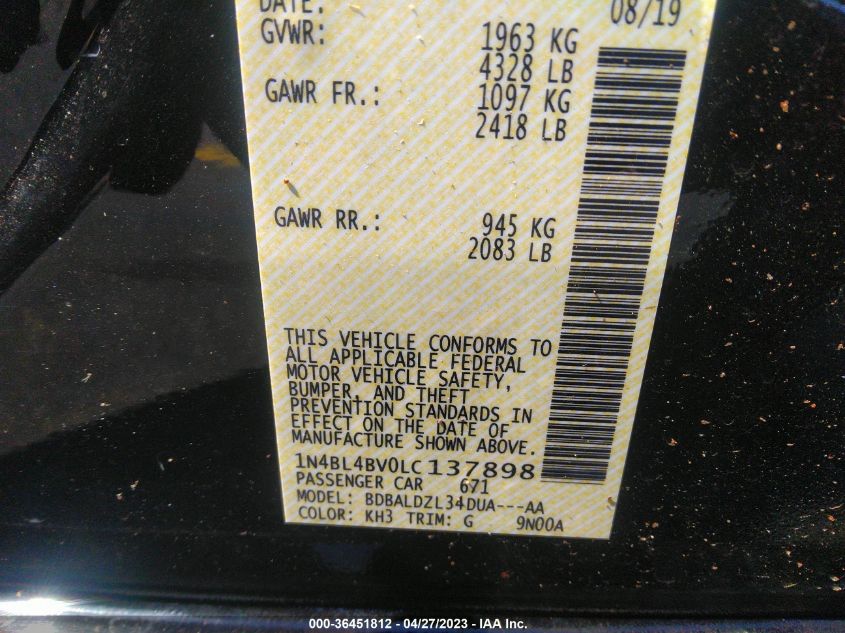 DATE: 08/19
GVWR: 1963 KG
4328 LB
GAWR FR.: 1097 KG
2418 LB
GAWR RR.: 945 KG
2083 LB
THIS VEHICLE CONFORMS TO
ALL APPLICABLE FEDERAL
MOTOR VEHICLE SAFETY,
BUMPER, AND THEFT
PREVENTION STANDARDS IN
EFFECT ON THE DATE OF
MANUFACTURE SHOWN ABOVE.
1N4BL4BV0LC137898
PASSENGER CAR 671
MODEL: BDBALDZL34DUA---AA
COLOR: KH3 TRIM: G 9N00A
000-36451812 - 04/27/2023 - IAA Inc.